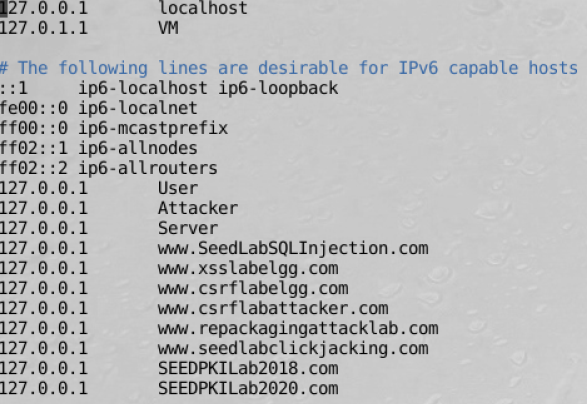 127.0.0.1 localhost
127.0.1.1 VM
# The following lines are desirable for IPv6 capable hosts
::1 ip6-localhost ip6-loopback
fe00::0 ip6-localnet
ff00::0 ip6-mcastprefix
ff02::1 ip6-allnodes
ff02::2 ip6-allrouters
127.0.0.1 User
127.0.0.1 Attacker
127.0.0.1 Server
127.0.0.1 www.SeedLabSQLInjection.com
127.0.0.1 www.xsslabelgg.com
127.0.0.1 www.csrflabelgg.com
127.0.0.1 www.csrflabattacker.com
127.0.0.1 www.repackagingattacklab.com
127.0.0.1 www.seedlabclickjacking.com
127.0.0.1 SEEDPKILab2018.com
127.0.0.1 SEEDPKILab2020.com